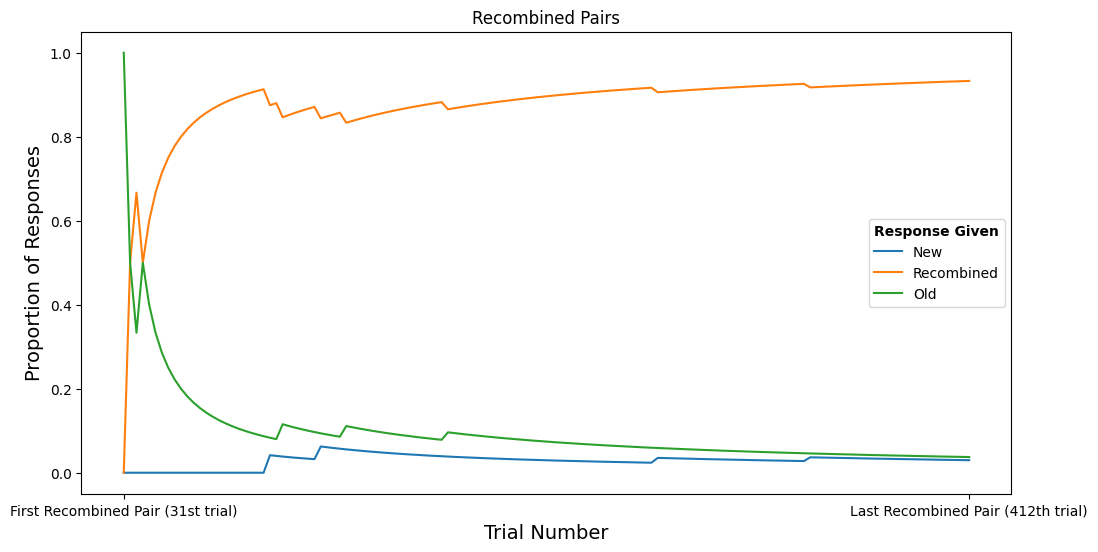 Recombined Pairs
Proportion of Responses
1.0
0.8
0.6
0.4
0.2
0.0
Response Given
New
Recombined
Old
First Recombined Pair (31st trial)
Last Recombined Pair (412th trial)
Trial Number